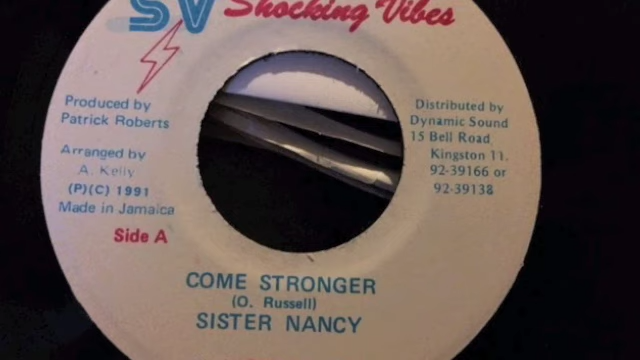 SV Shocking Vibes
Produced by
Patrick Roberts
Arranged by
A. Kelly
(P)(C) 1991
Made in Jamaica
Side A
Distributed by
Dynamic Sound
15 Bell Road
Kingston 11.
92-39166 or
92-39138
COME STRONGER
(O. Russell)
SISTER NANCY